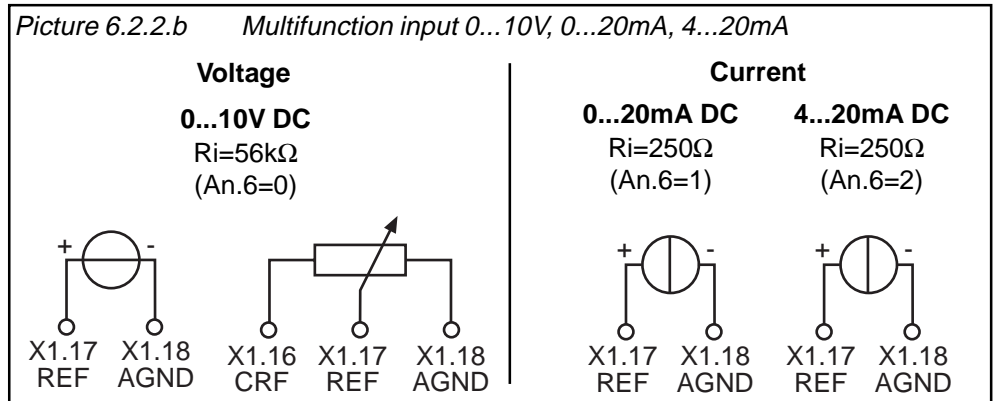 Picture 6.2.2.b Multifunction input 0...10V, 0...20mA, 4...20mA
Voltage
0...10V DC
Ri=56kΩ
(An.6=0)
+ -
X1.17 X1.18 X1.16 X1.17 X1.18
REF AGND CRF REF AGND
Current
0...20mA DC 4...20mA DC
Ri=250Ω Ri=250Ω
(An.6=1) (An.6=2)
+ - + -
X1.17 X1.18 X1.17 X1.18
REF AGND REF AGND